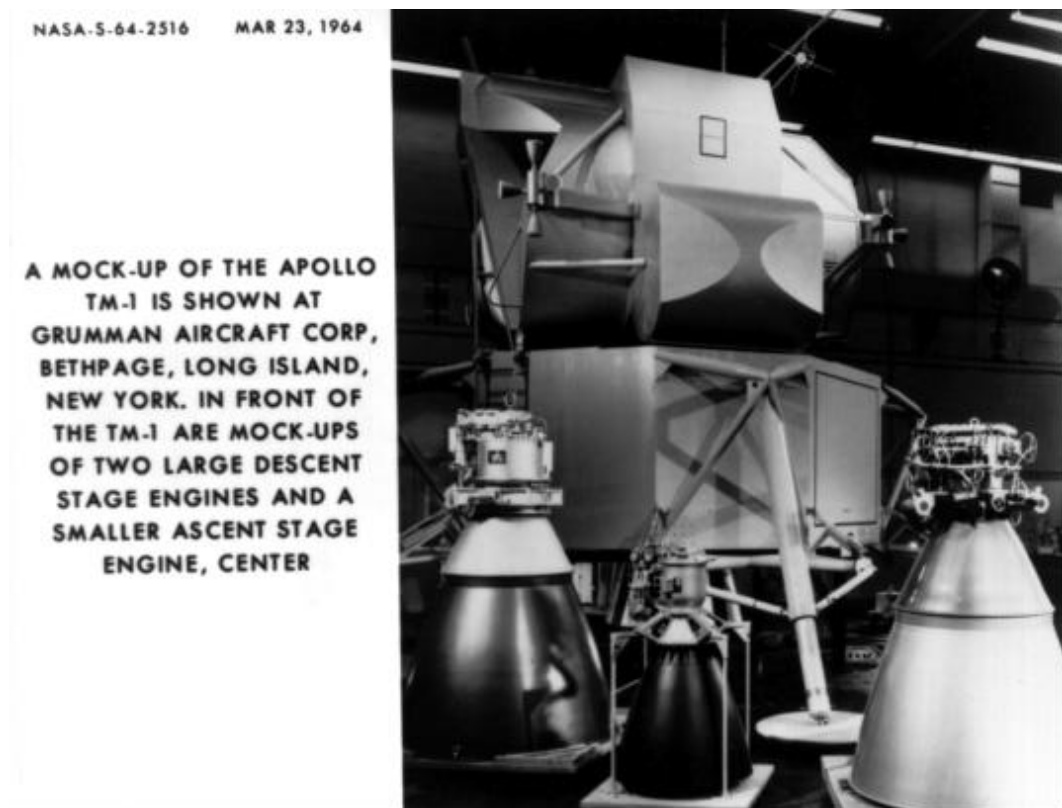 NASA-S-64-2516 MAR 23, 1964
A MOCK-UP OF THE APOLLO
TM-1 IS SHOWN AT
GRUMMAN AIRCRAFT CORP,
BETHPAGE, LONG ISLAND,
NEW YORK. IN FRONT OF
THE TM-1 ARE MOCK-UPS
OF TWO LARGE DESCENT
STAGE ENGINES AND A
SMALLER ASCENT STAGE
ENGINE, CENTER